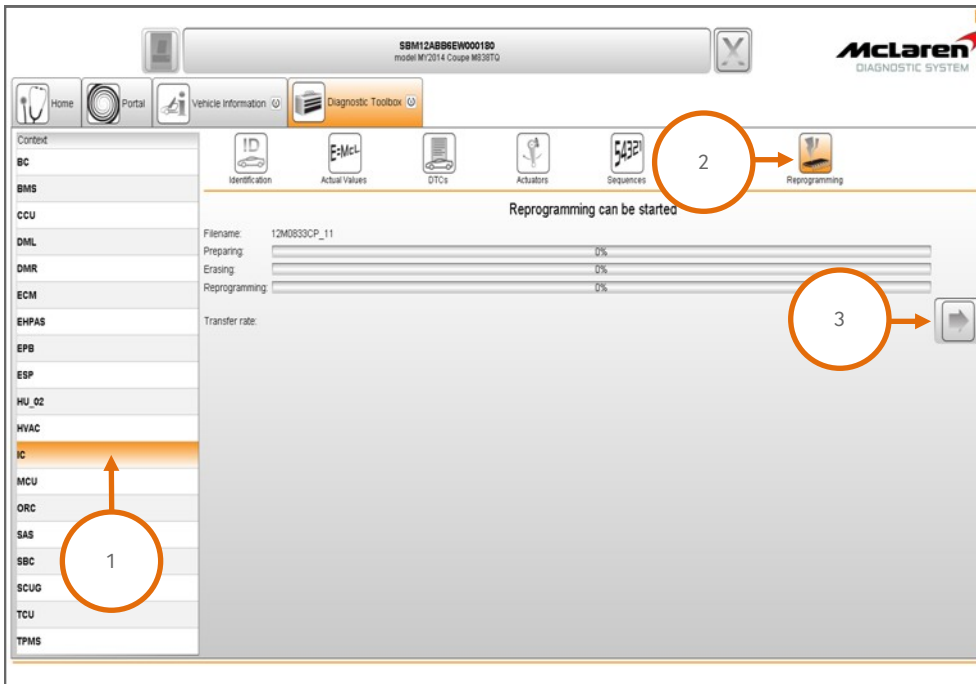 SBM12ABB6EW000180
model MY2014 Coupe M838TQ
McLaren
DIAGNOSTIC SYSTEM
Home
Portal
Vehicle Information
Diagnostic Toolbox
Context
BC
BMS
CCU
DML
DMR
ECM
EHPAS
EPB
ESP
HU_02
HVAC
IC
MCU
ORC
SAS
SBC
SCUG
TCU
TPMS
ID
Identification
E=McL
Actual Values
DTCs
Actuators
54321
Sequences
2
Reprogramming
Reprogramming can be started
Filename: 12M0833CP_11
Preparing: 0%
Erasing: 0%
Reprogramming: 0%
Transfer rate:
3
1